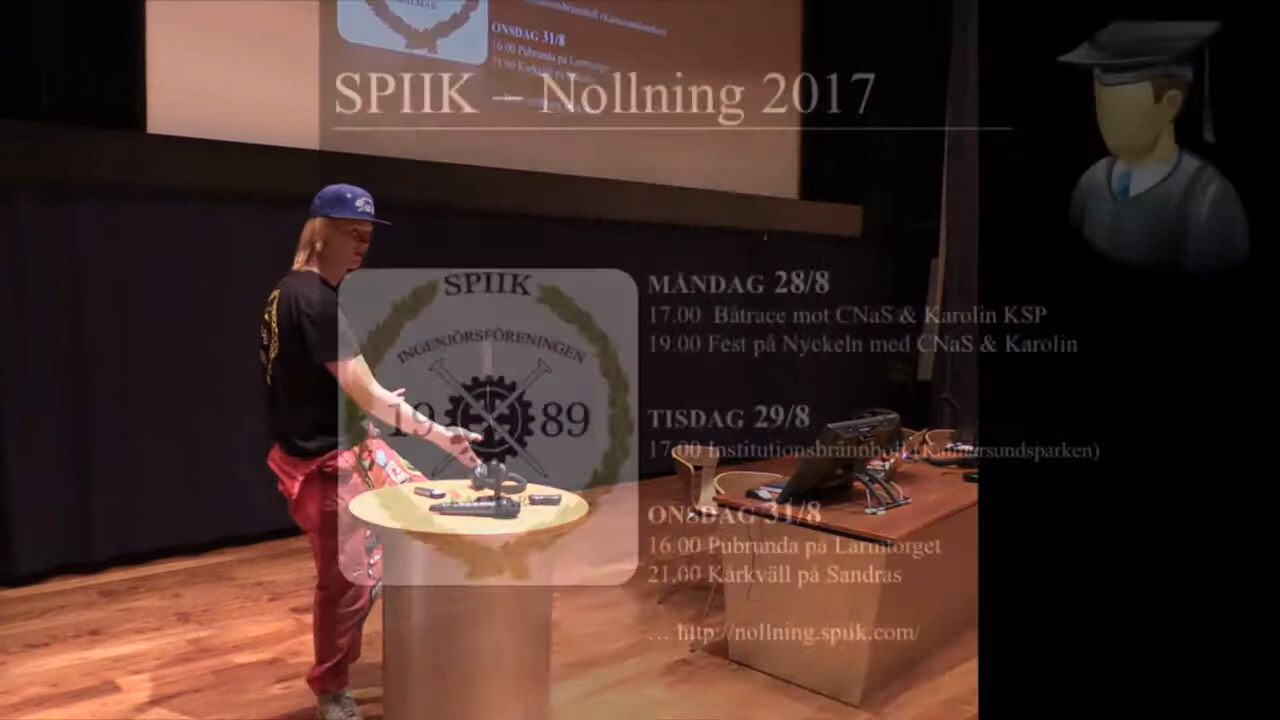 KALMAR
ONSDAG 31/8
16.00 Pubrunda på Larmtorget
SPIIK – Nollning 2017
SPIIK
INGENJÖRSFÖRENINGEN
19 89
MÅNDAG 28/8
17.00 Båtrace mot CNaS & Karolin KSP
19.00 Fest på Nyckeln med CNaS & Karolin
TISDAG 29/8
17.00 Institutionsbrännboll (Kalmarsundsparken)
ONSDAG 31/8
16.00 Pubrunda på Larmtorget
21.00 Kårkväll på Sandras
... http://nollning.spiik.com/